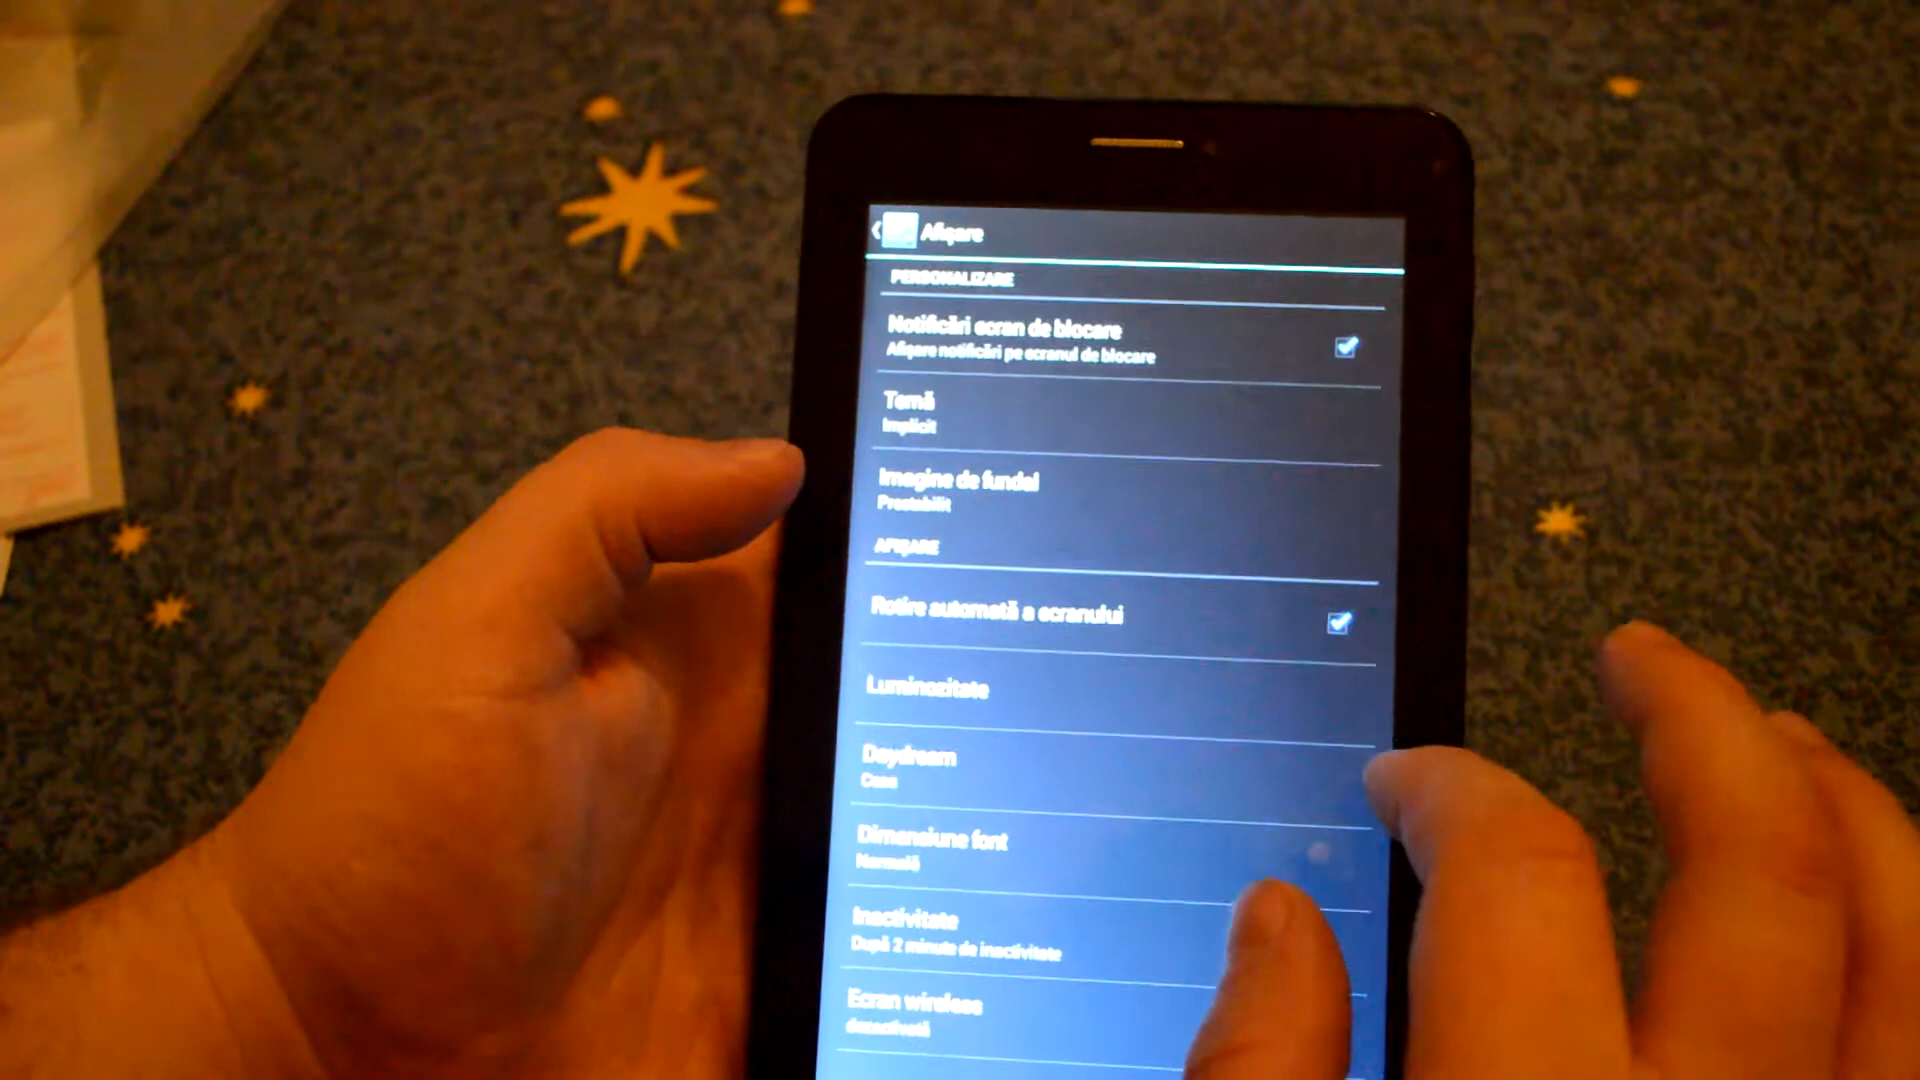 Afișare
PERSONALIZARE
Notificări ecran de blocare
Afișare notificări pe ecranul de blocare
Temă
Implicit
Imagine de fundal
Prestabilit
AFIȘARE
Rotire automată a ecranului
Luminozitate
Daydream
Ceas
Dimensiune font
Normală
Inactivitate
După 2 minute de inactivitate
Ecran wireless
dezactivată